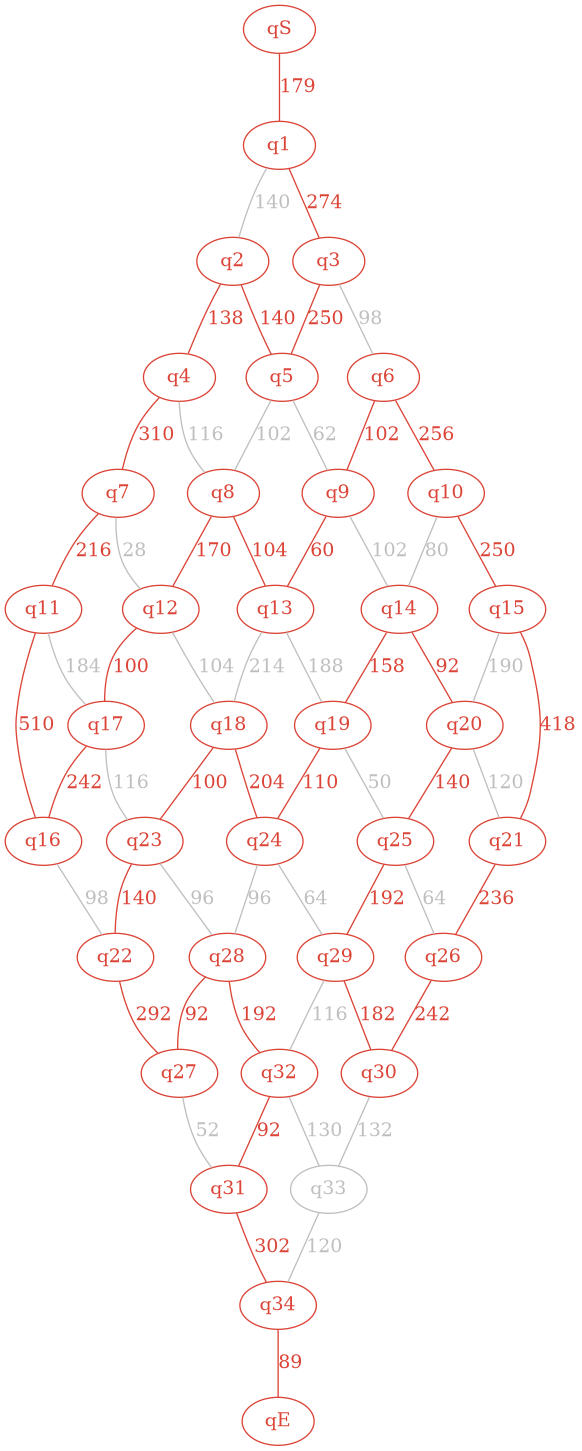 qS
179
q1
140 274
q2 q3
138 140 250 98
q4 q5 q6
310 116 102 62 102 256
q7 q8 q9 q10
216 28 170 104 60 102 80 250
q11 q12 q13 q14 q15
510 184 100 104 214 188 158 92 190 418
q17 q18 q19 q20
242 116 100 204 110 50 140 120
q16 q23 q24 q25 q21
98 140 96 96 64 192 64 236
q22 q28 q29 q26
292 92 192 116 182 242
q27 q32 q30
52 92 130 132
q31 q33
302 120
q34
89
qE